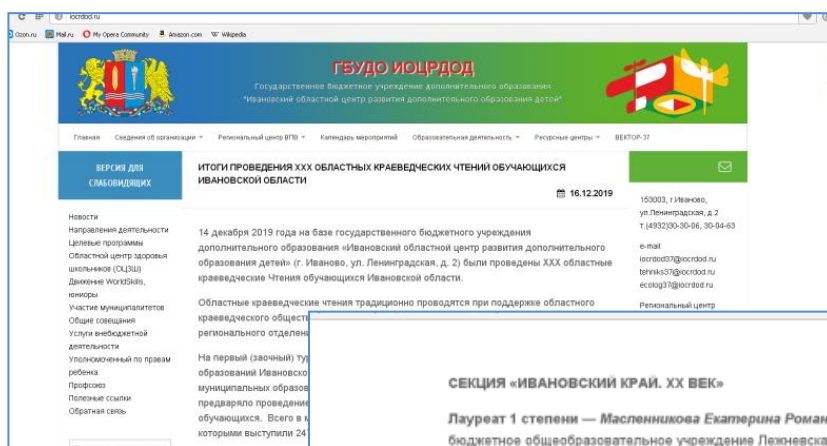 iocrdod.ru
Ozon.ru Mail.ru My Opera Community Amazon.com Wikipedia
ГБУДО ИОЦРДОД
Государственное бюджетное учреждение дополнительного образования
"Ивановский областной центр развития дополнительного образования детей"
Главная Сведения об организации Региональный центр ВПВ Календарь мероприятий Образовательная деятельность Ресурсные центры ВЕКТОР-37
ВЕРСИЯ ДЛЯ
СЛАБОВИДЯЩИХ
Новости
Направления деятельности
Целевые программы
Областной центр здоровья
школьников (ОЦЗШ)
Движение WorldSkills,
юниоры
Участие муниципалитетов
Общие совещания
Услуги внебюджетной
деятельности
Уполномоченный по правам
ребенка
Профсоюз
Полезные ссылки
Обратная связь
ИТОГИ ПРОВЕДЕНИЯ XXX ОБЛАСТНЫХ КРАЕВЕДЧЕСКИХ ЧТЕНИЙ ОБУЧАЮЩИХСЯ
ИВАНОВСКОЙ ОБЛАСТИ
16.12.2019
14 декабря 2019 года на базе государственного бюджетного учреждения
дополнительного образования «Ивановский областной центр развития дополнительного
образования детей» (г. Иваново, ул. Ленинградская, д. 2) были проведены XXX областные
краеведческие Чтения обучающихся Ивановской области.
Областные краеведческие чтения традиционно проводятся при поддержке областного
краеведческого общест
регионального отделен
На первый (заочный) ту
образований Ивановско
муниципальных образов
предваряло проведение
обучающихся. Всего в м
которыми выступили 24
153003, г.Иваново,
ул.Ленинградская, д.2
т.(4932)30-30-06, 30-04-63
e-mail
iocrdod37@iocrdod.ru
tehniks37@iocrdod.ru
ecolog37@iocrdod.ru
Региональный центр
СЕКЦИЯ «ИВАНОВСКИЙ КРАЙ. XX ВЕК»
Лауреат 1 степени — Масленникова Екатерина Роман
бюджетное общеобразовательное учреждение Лежневска